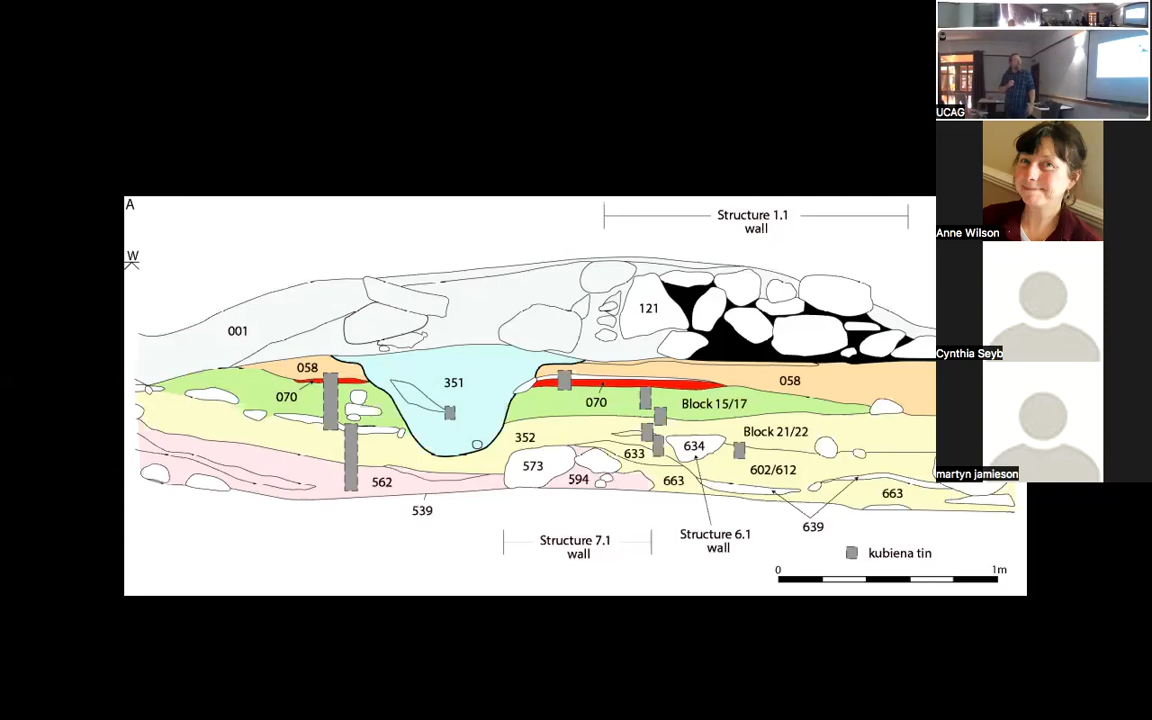 A
Structure 1.1
wall
W
001
121
058
351
058
070
070
Block 15/17
352
Block 21/22
633
634
573
602/612
562
594
663
663
539
639
Structure 7.1
wall
Structure 6.1
wall
kubiena tin
0
1m
UCAG
Anne Wilson
Cynthia Seyb
martyn jamieson